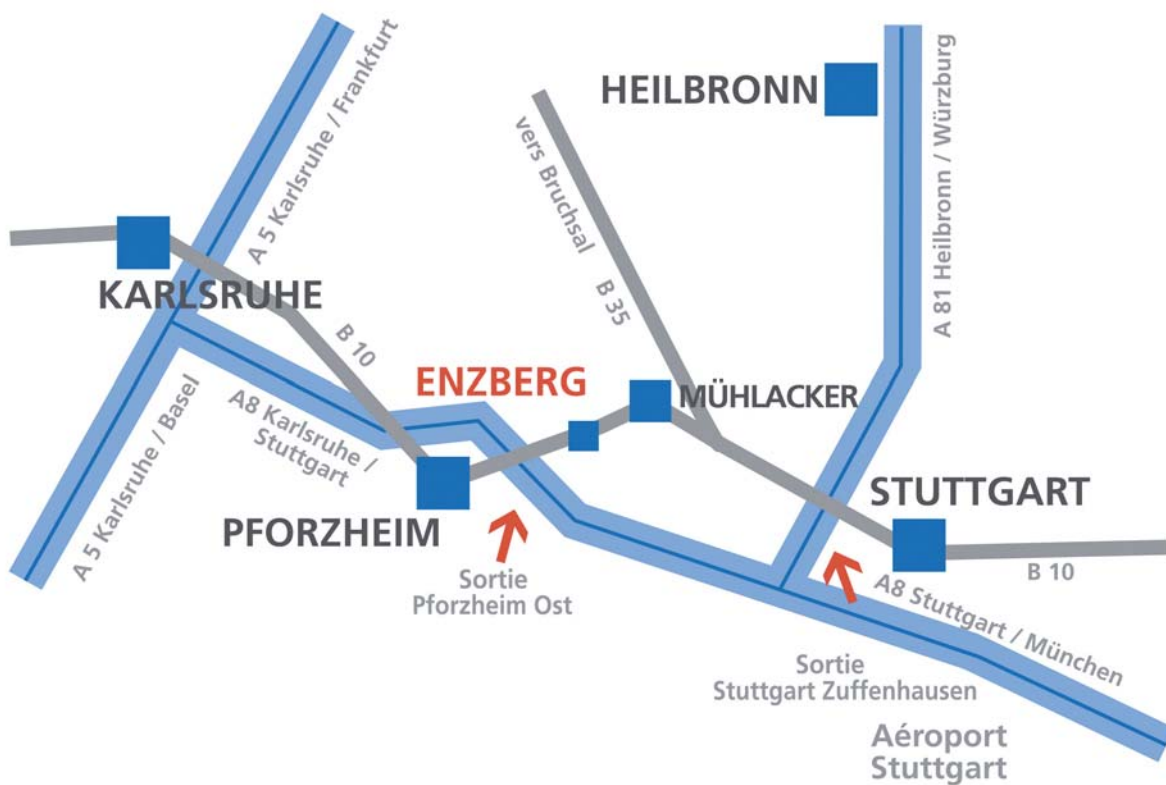 A 5 Karlsruhe / Frankfurt
HEILBRONN
vers Bruchsal
B 35
A 81 Heilbronn / Würzburg
KARLSRUHE
B 10
ENZBERG
MÜHLACKER
A 5 Karlsruhe / Basel
A8 Karlsruhe /
Stuttgart
PFORZHEIM
STUTTGART
Sortie
Pforzheim Ost
B 10
A8 Stuttgart / München
Sortie
Stuttgart Zuffenhausen
Aéroport
Stuttgart